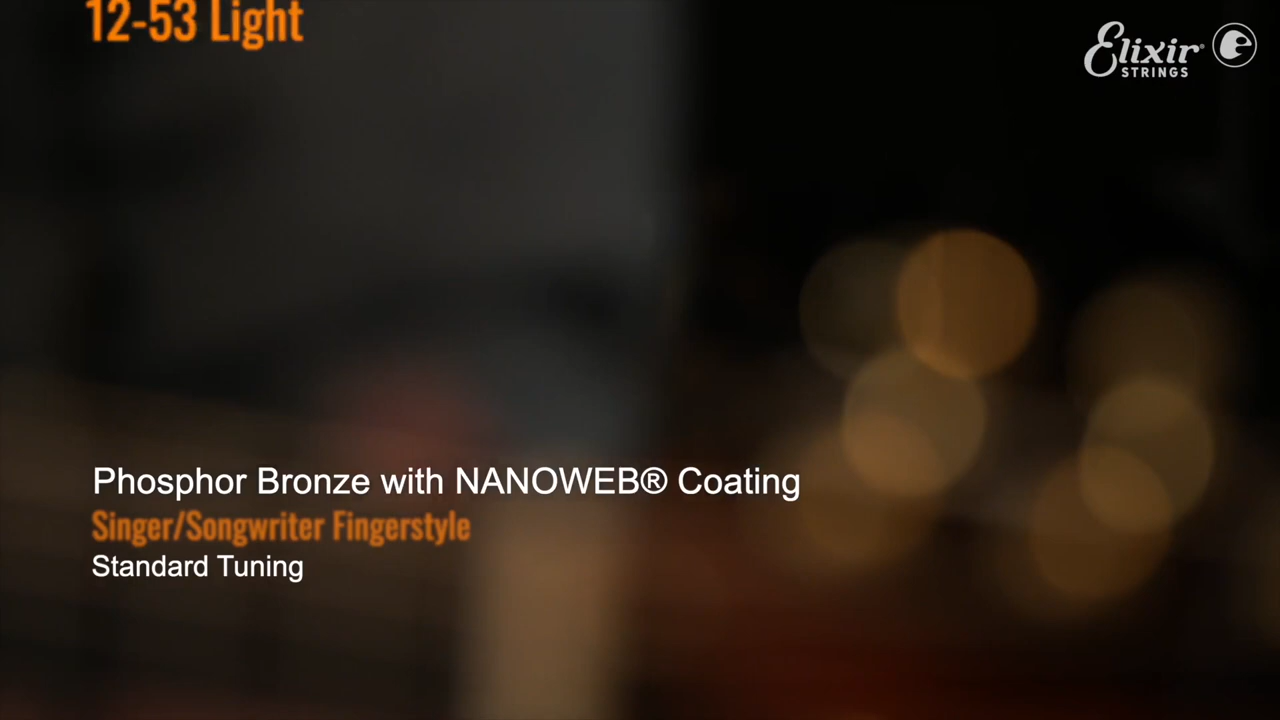 12-53 Light
Elixir®
STRINGS
Phosphor Bronze with NANOWEB® Coating
Singer/Songwriter Fingerstyle
Standard Tuning